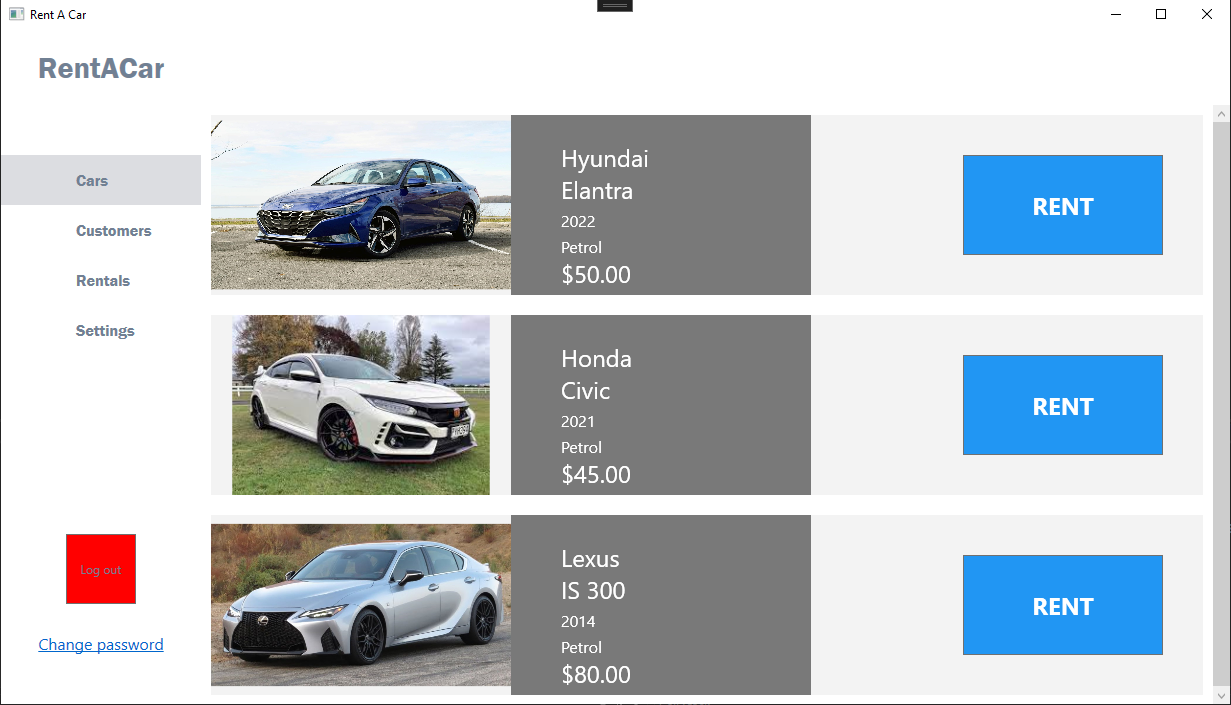 Rent A Car
RentACar
Cars
Customers
Rentals
Settings
Log out
Change password
Hyundai
Elantra
2022
Petrol
$50.00
RENT
Honda
Civic
2021
Petrol
$45.00
RENT
Lexus
IS 300
2014
Petrol
$80.00
RENT